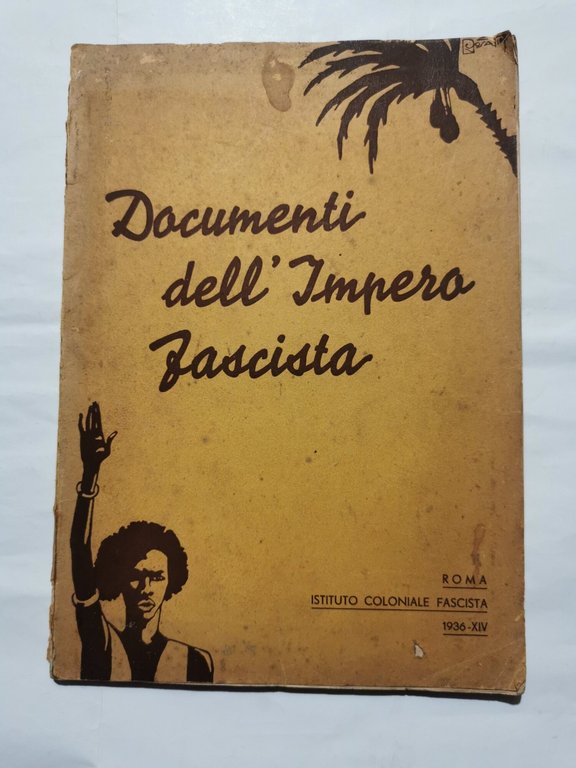 Documenti
dell'Impero
Fascista
ROMA
ISTITUTO COLONIALE FASCISTA
1936-XIV